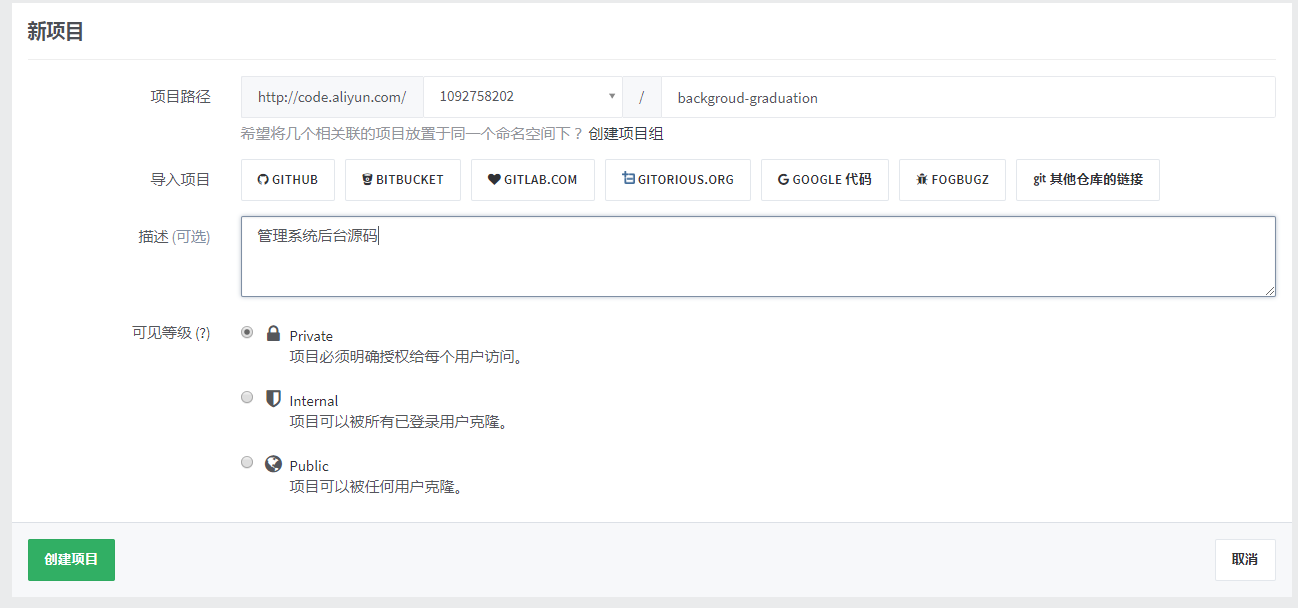 新项目
项目路径 http://code.aliyun.com/ 1092758202 / backgroud-graduation
希望将几个相关联的项目放置于同一个命名空间下？ 创建项目组
导入项目 GITHUB BITBUCKET GITLAB.COM GITORIOUS.ORG GOOGLE 代码 FOGBUGZ git 其他仓库的链接
描述 (可选) 管理系统后台源码
可见等级 (?) Private
项目必须明确授权给每个用户访问。
Internal
项目可以被所有已登录用户克隆。
Public
项目可以被任何用户克隆。
创建项目 取消